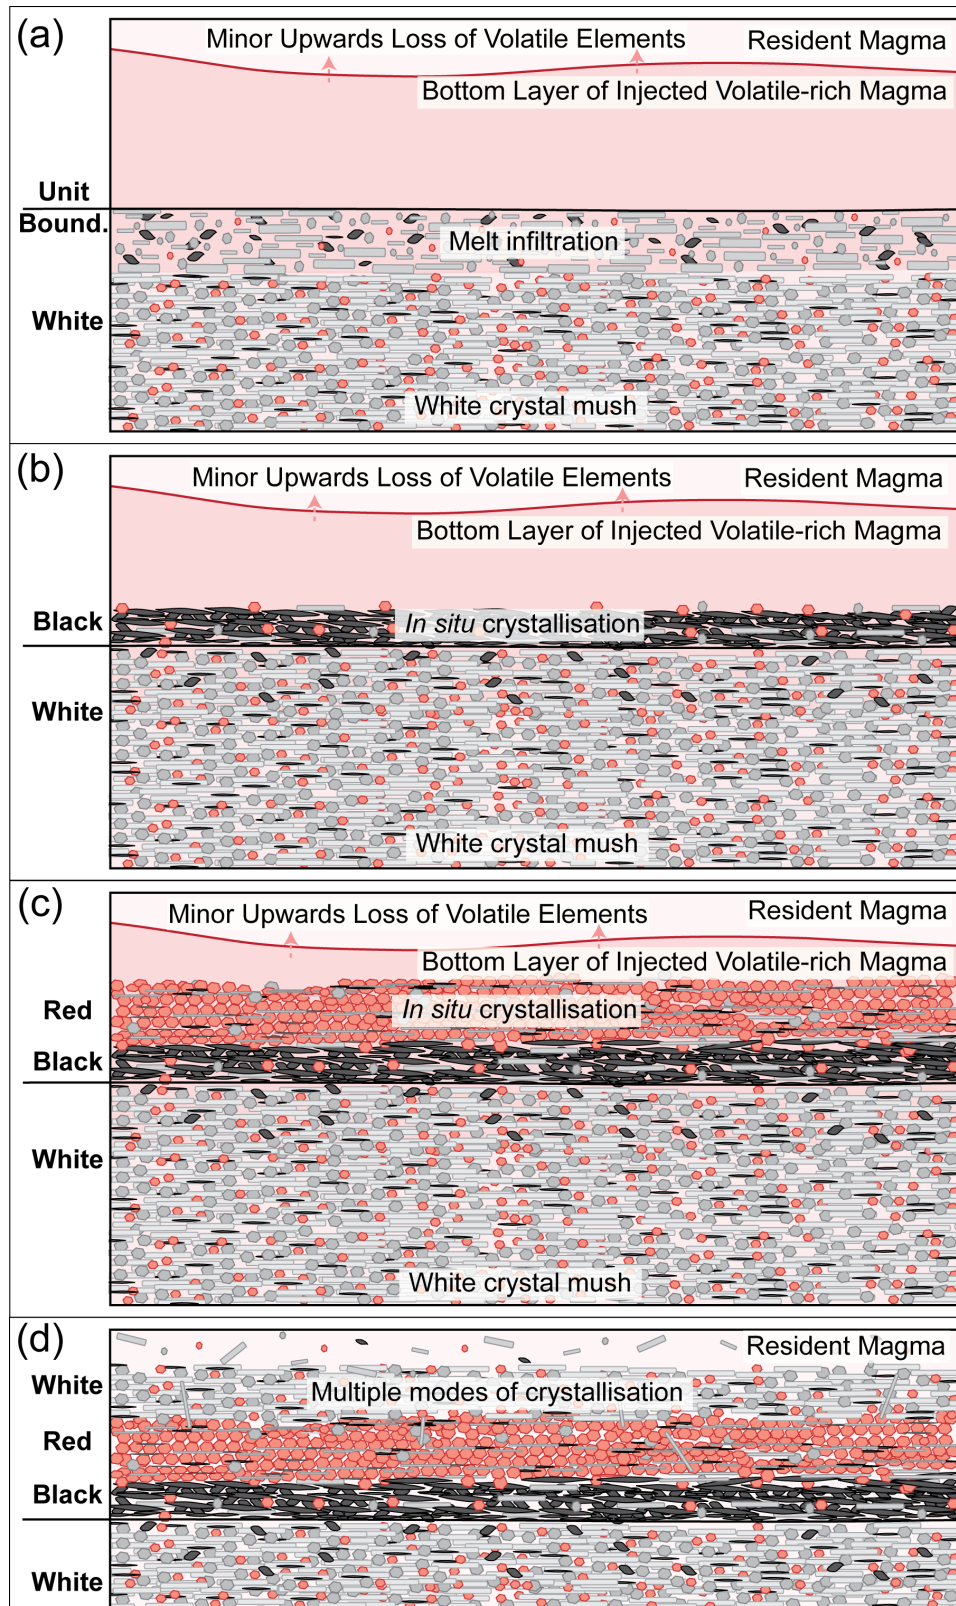 (a)
Minor Upwards Loss of Volatile Elements
Resident Magma
Bottom Layer of Injected Volatile-rich Magma
Unit
Bound.
Melt infiltration
White
White crystal mush
(b)
Minor Upwards Loss of Volatile Elements
Resident Magma
Bottom Layer of Injected Volatile-rich Magma
Black
In situ crystallisation
White
White crystal mush
(c)
Minor Upwards Loss of Volatile Elements
Resident Magma
Bottom Layer of Injected Volatile-rich Magma
Red
In situ crystallisation
Black
White
White crystal mush
(d)
Resident Magma
White
Multiple modes of crystallisation
Red
Black
White